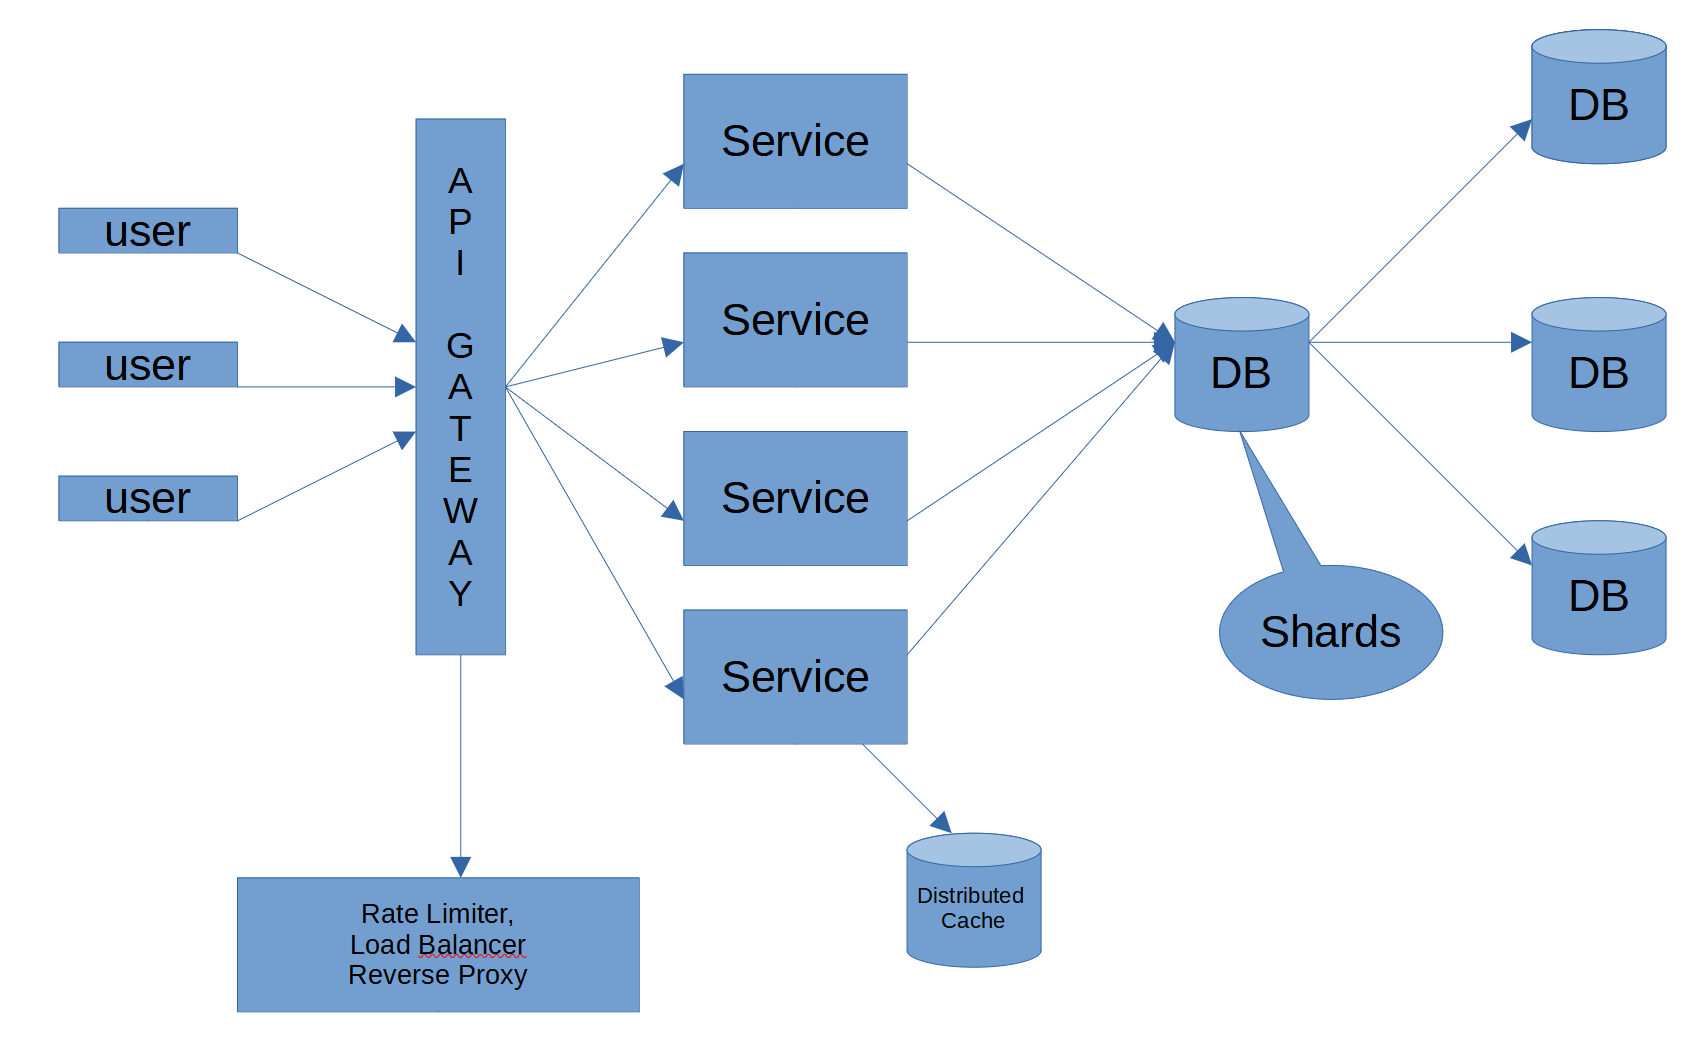 user
user
user
A
P
I
G
A
T
E
W
A
Y
Service
Service
Service
Service
DB
DB
DB
DB
Shards
Rate Limiter,
Load Balancer
Reverse Proxy
Distributed
Cache